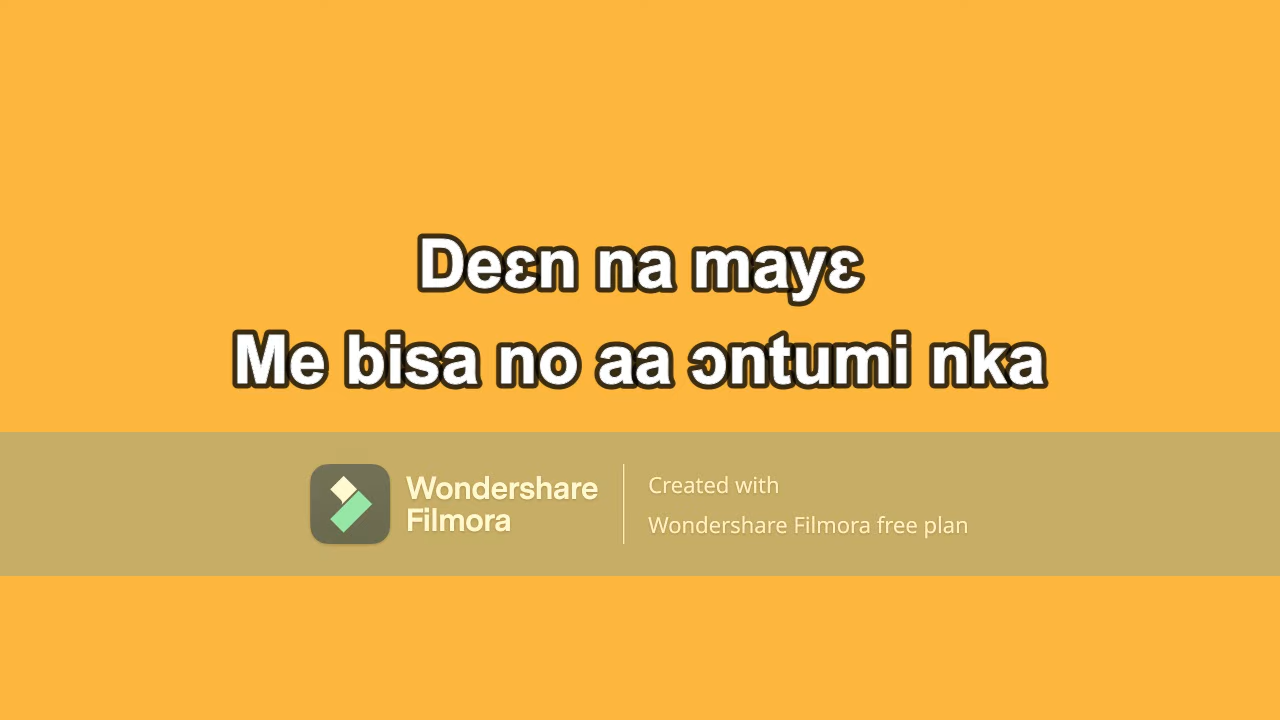 Deɛn na mayɛ
Me bisa no aa ɔntumi nka
Wondershare
Filmora
Created with
Wondershare Filmora free plan